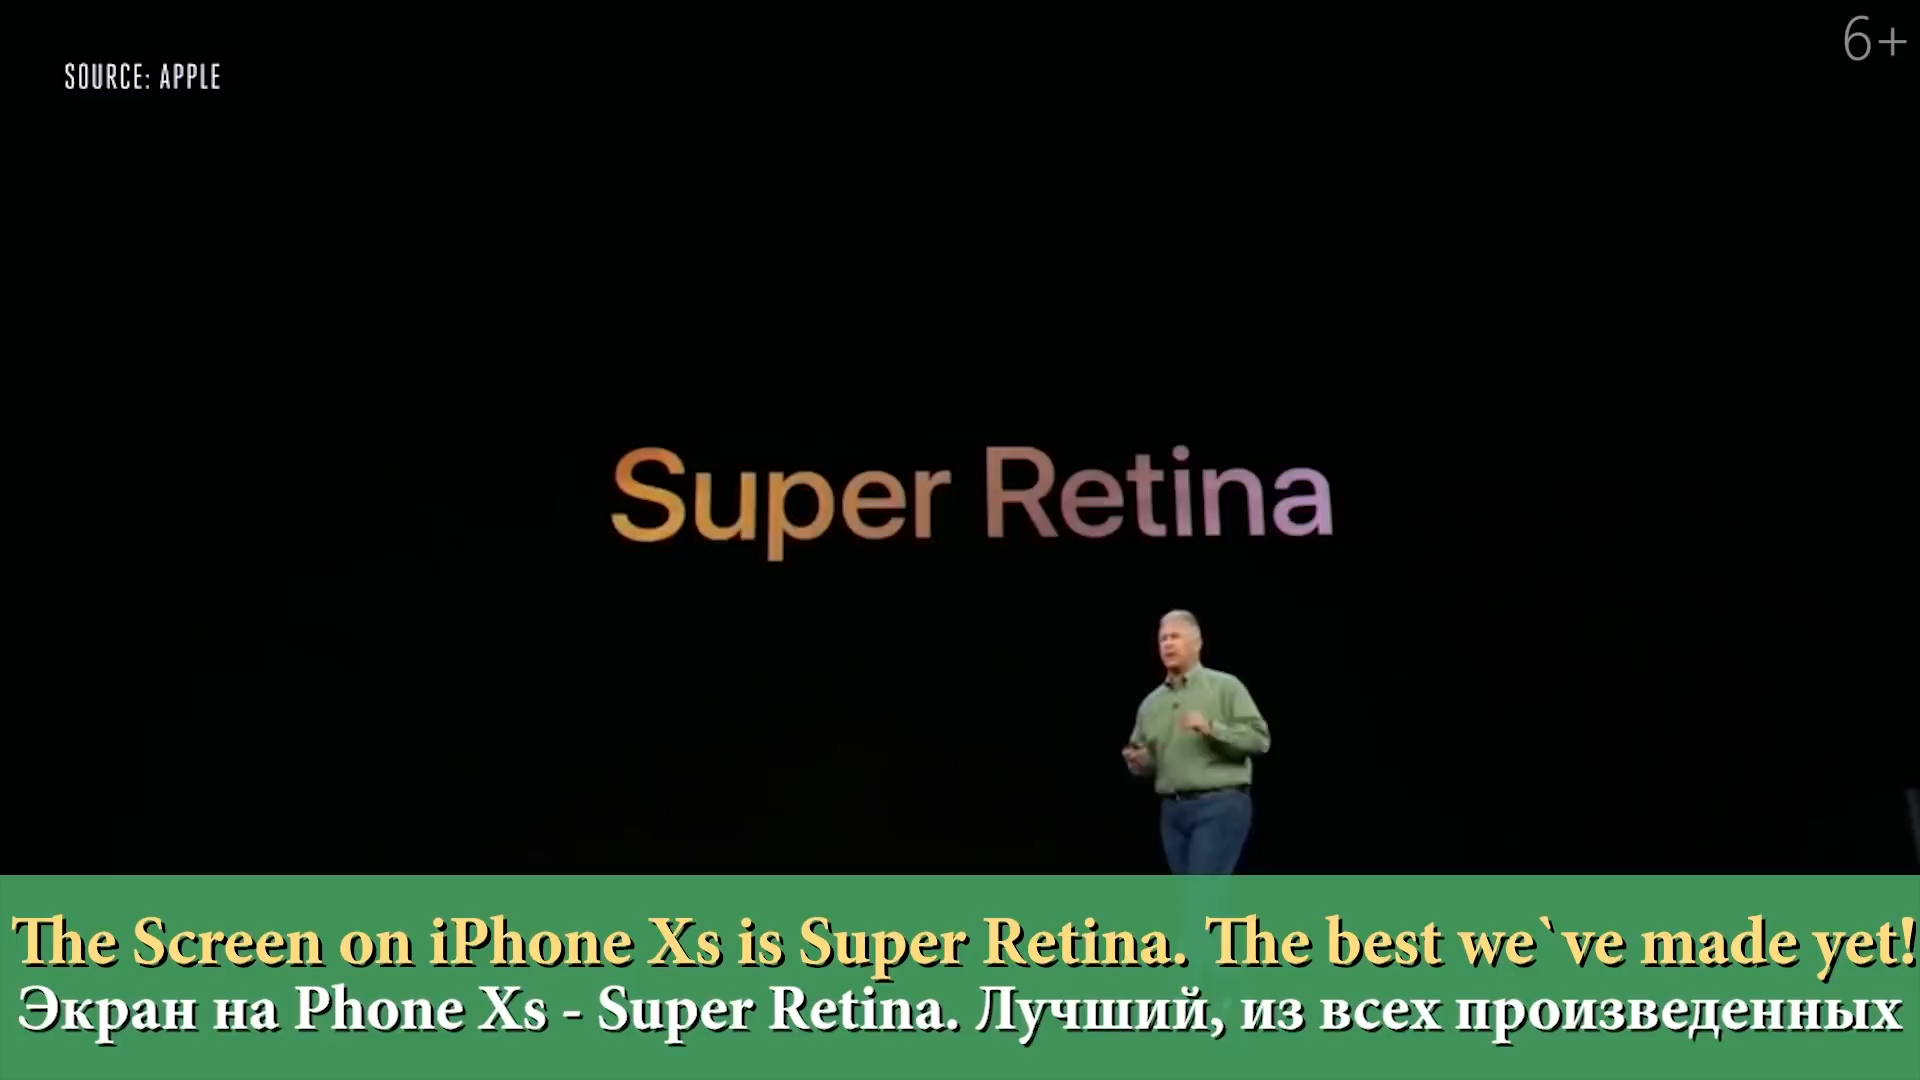 6+
SOURCE: APPLE
Super Retina
The Screen on iPhone Xs is Super Retina. The best we`ve made yet!
Экран на Phone Xs - Super Retina. Лучший, из всех произведенных